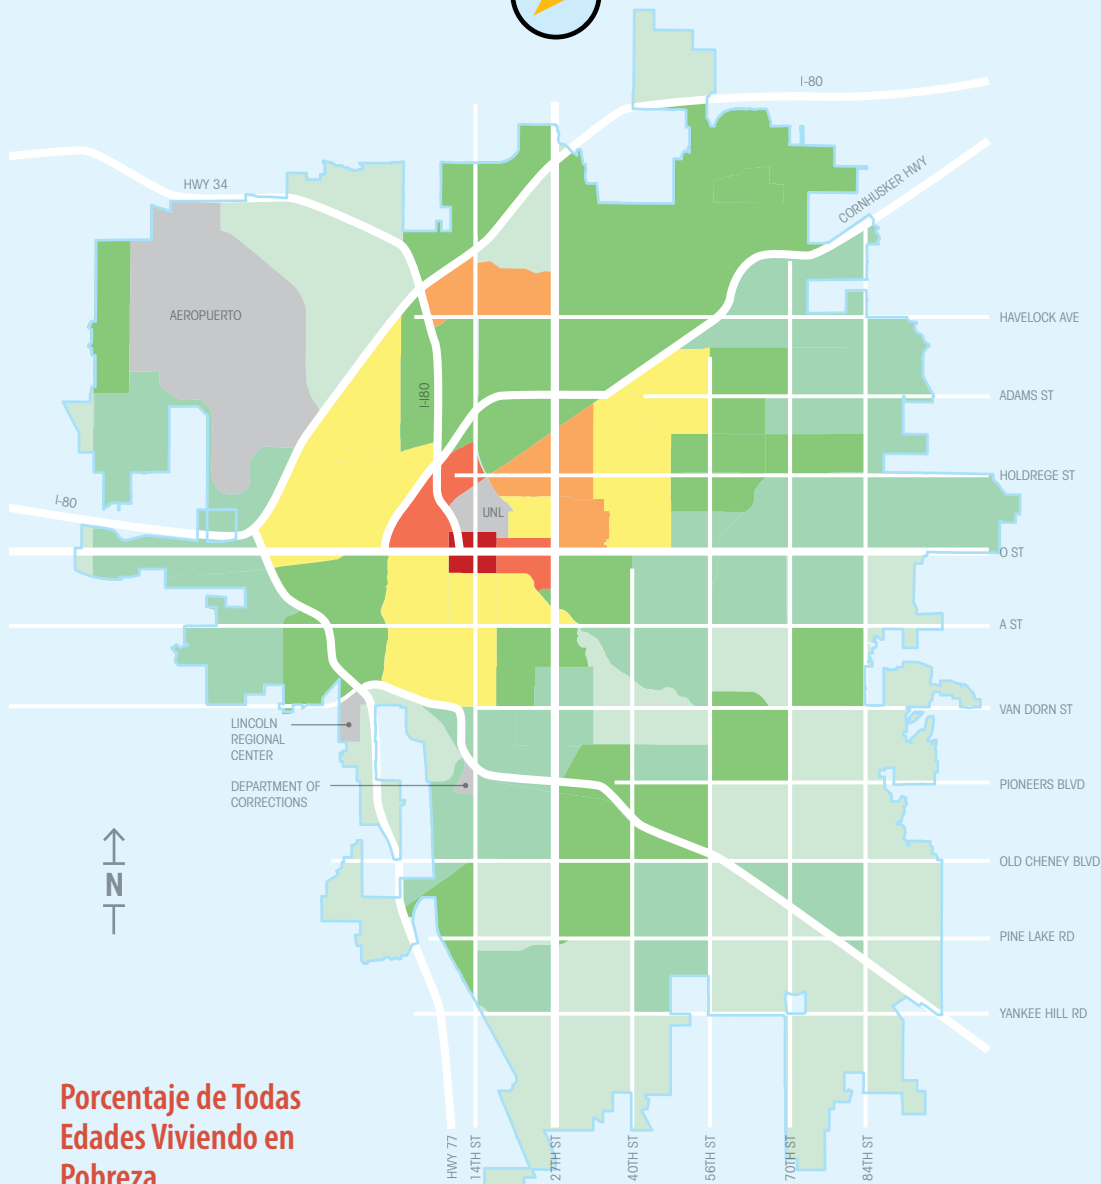 I-80
HWY 34
CORNHUSKER HWY
AEROPUERTO
HAVELOCK AVE
I-180
ADAMS ST
HOLDREGE ST
I-80
UNL
O ST
A ST
VAN DORN ST
LINCOLN
REGIONAL
CENTER
DEPARTMENT OF
CORRECTIONS
PIONEERS BLVD
OLD CHENEY BLVD
N
PINE LAKE RD
YANKEE HILL RD
Porcentaje de Todas
Edades Viviendo en
Pobreza
HWY 77
14TH ST
27TH ST
40TH ST
56TH ST
70TH ST
84TH ST